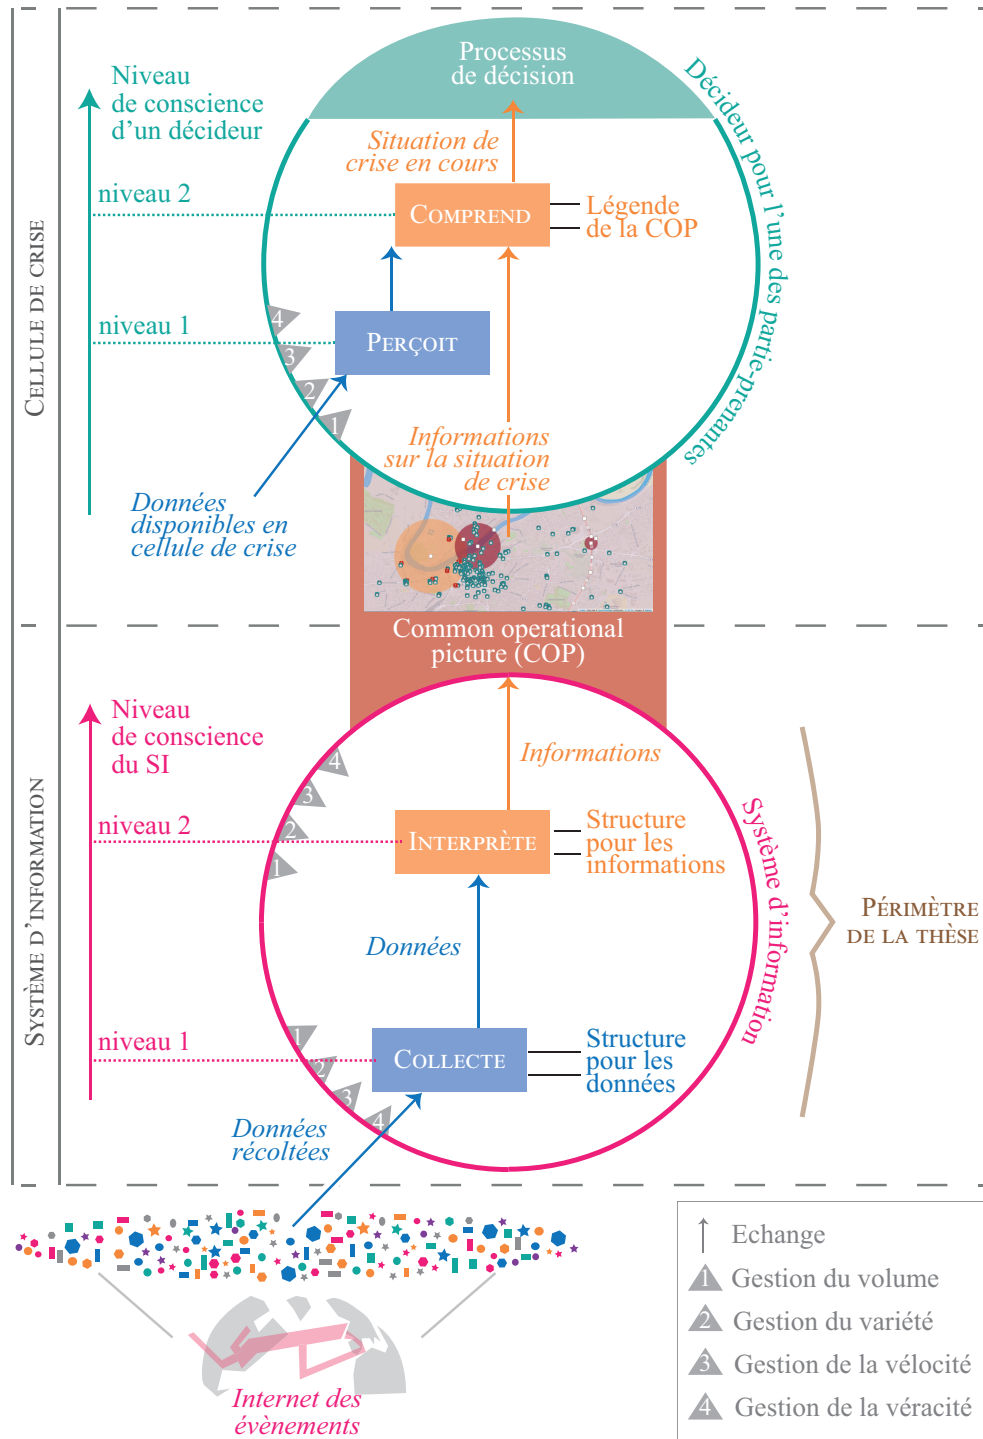 Processus
de décision
Décideur pour l'une des partie-prenantes
Niveau
de conscience
d'un décideur
Situation de
crise en cours
niveau 2
COMPREND
Légende
de la COP
CELLULE DE CRISE
niveau 1
4
3
2
1
PERÇOIT
Informations
sur la situation
de crise
Données
disponibles en
cellule de crise
Common operational
picture (COP)
Niveau
de conscience
du SI
Informations
4
3
2
1
niveau 2
INTERPRÈTE
Structure
pour les
informations
Système d'information
SYSTÈME D'INFORMATION
PÉRIMÈTRE
DE LA THÈSE
Données
niveau 1
1
2
3
4
COLLECTE
Structure
pour les
données
Données
récoltées
Internet des
évènements
Echange
1 Gestion du volume
2 Gestion du variété
3 Gestion de la vélocité
4 Gestion de la véracité